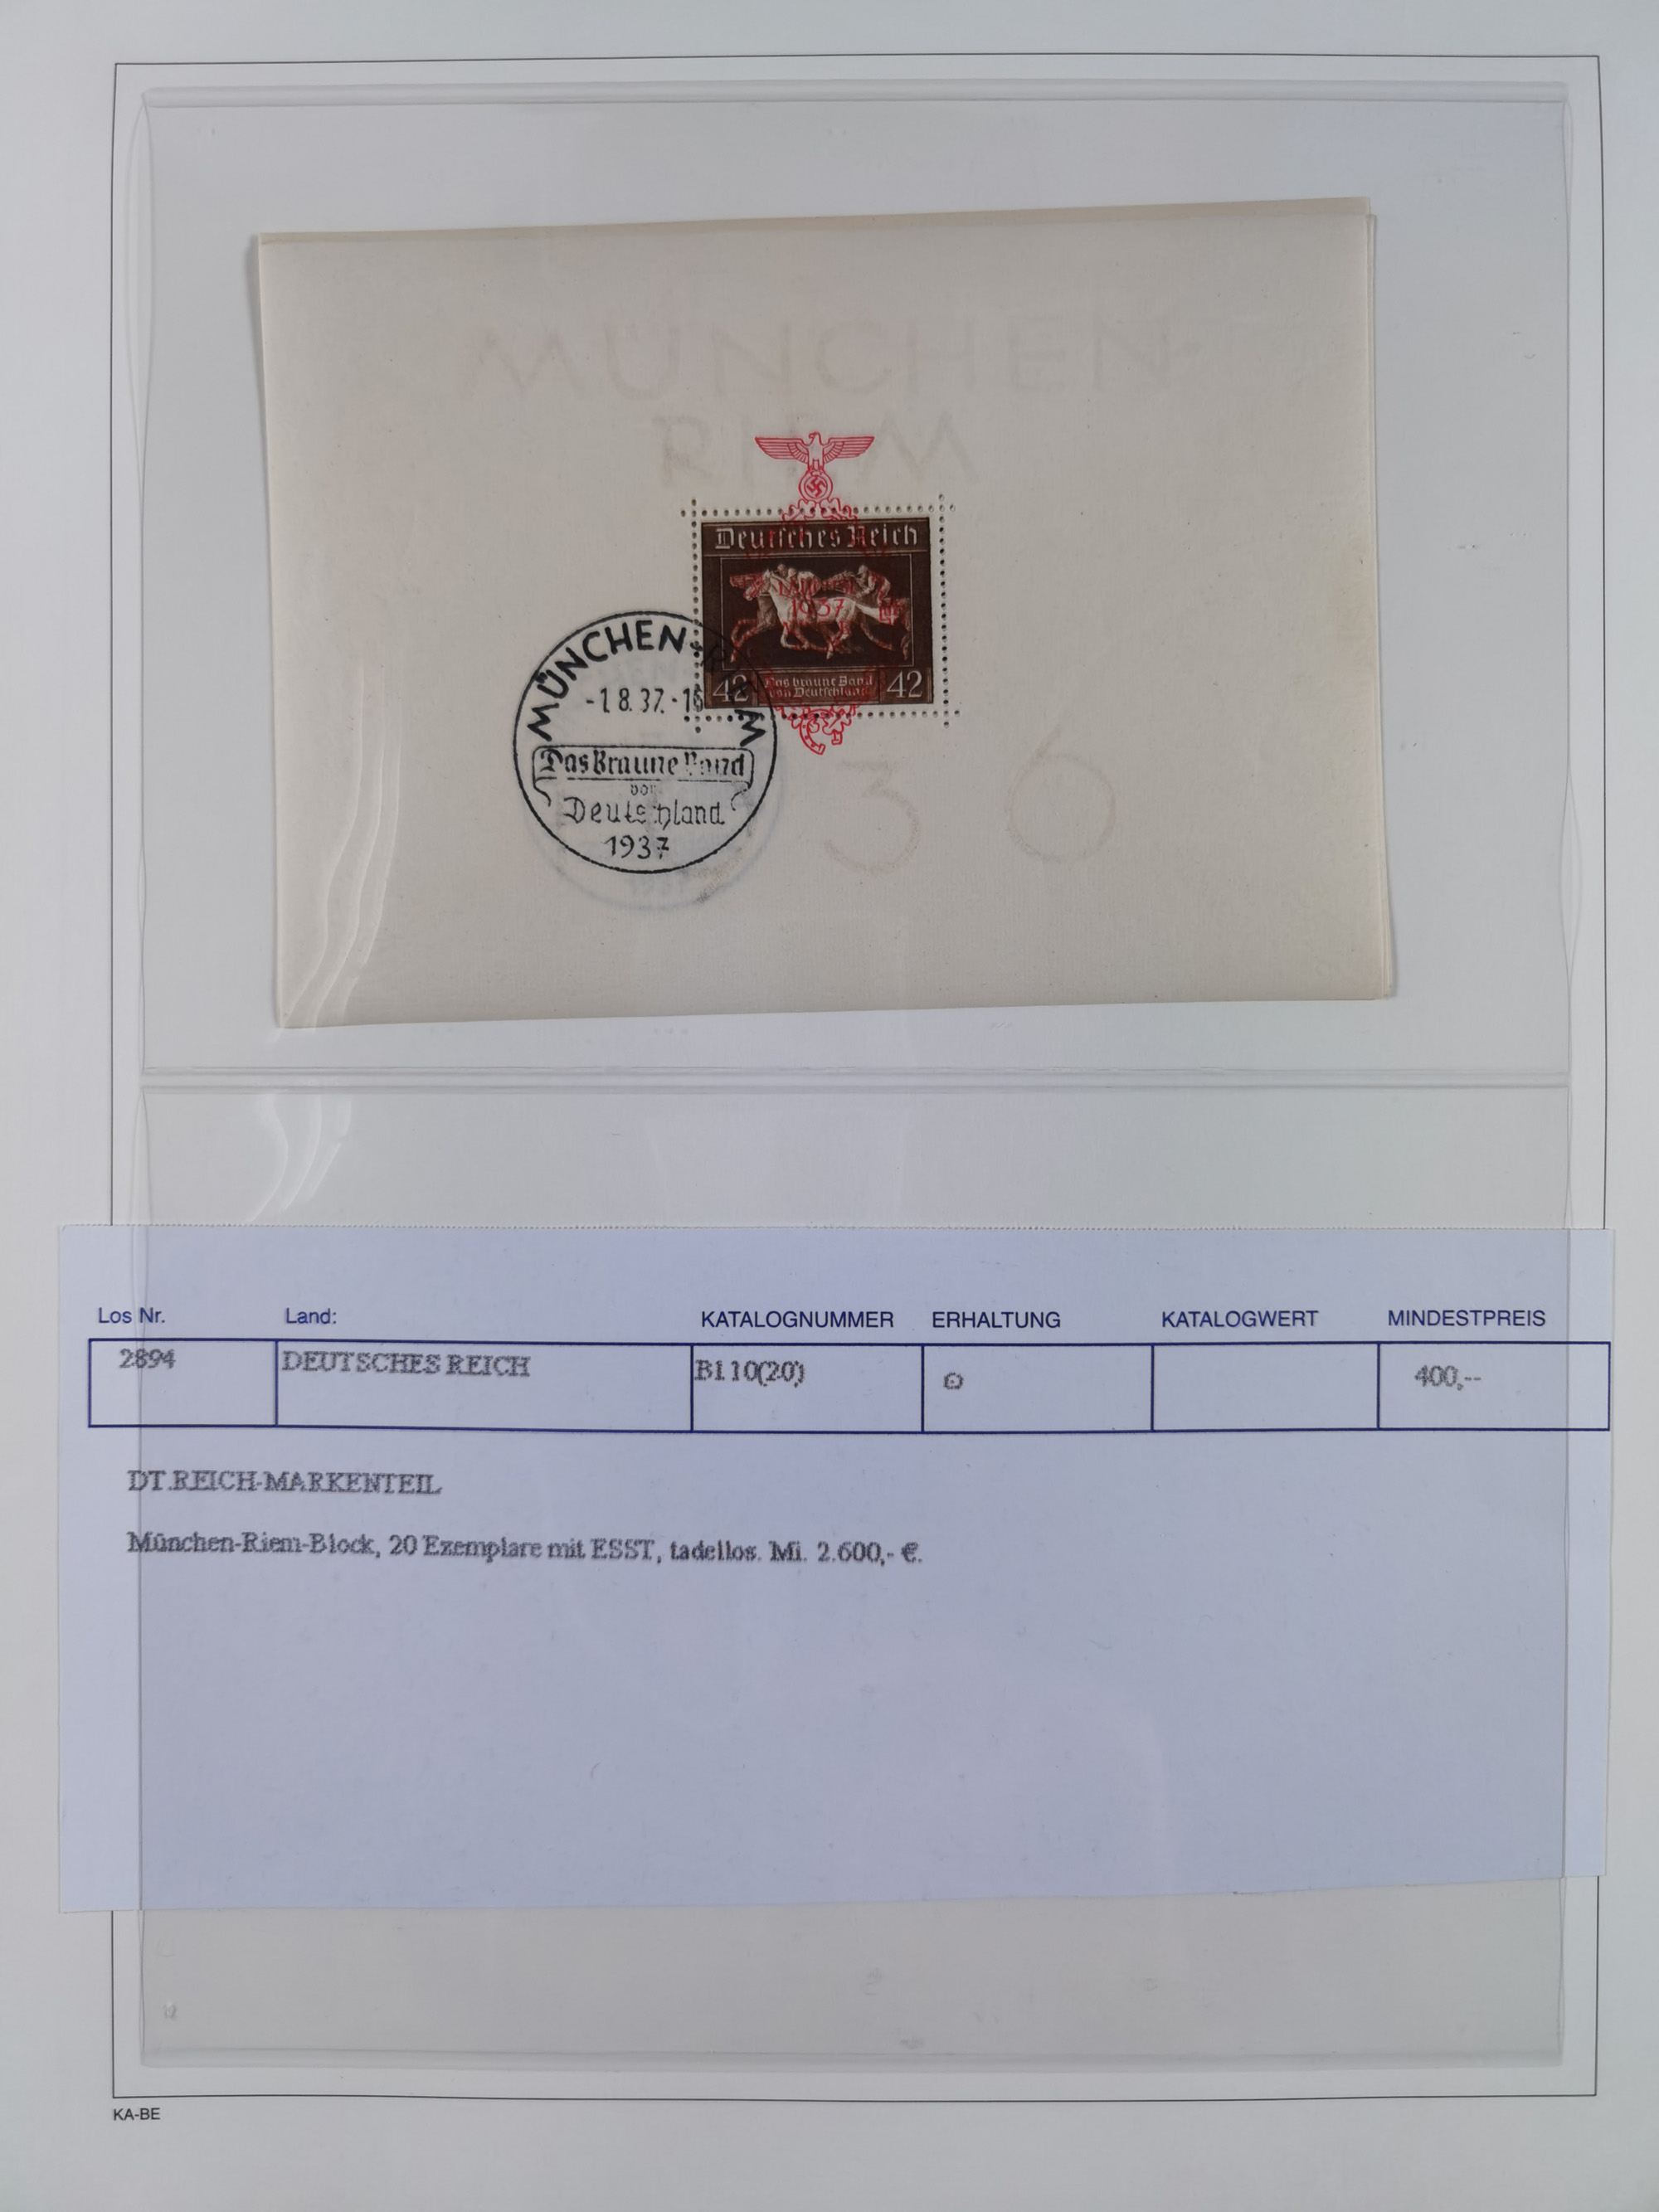 MÜNCHEN-
RIEM
Deutsches Reich
1937
42 Das braune Band 42
von Deutschland
36
MÜNCHEN-RIEM
-1.8.37.-16
Das Braune Band
von
Deutschland
1937
Los Nr. Land: KATALOGNUMMER ERHALTUNG KATALOGWERT MINDESTPREIS
2894 DEUTSCHES REICH Bl.10(20) ⊙ 400,--
DT.REICH-MARKENTEIL
München-Riem-Block, 20 Exemplare mit ESST, tadellos. Mi. 2.600,- €.
KA-BE